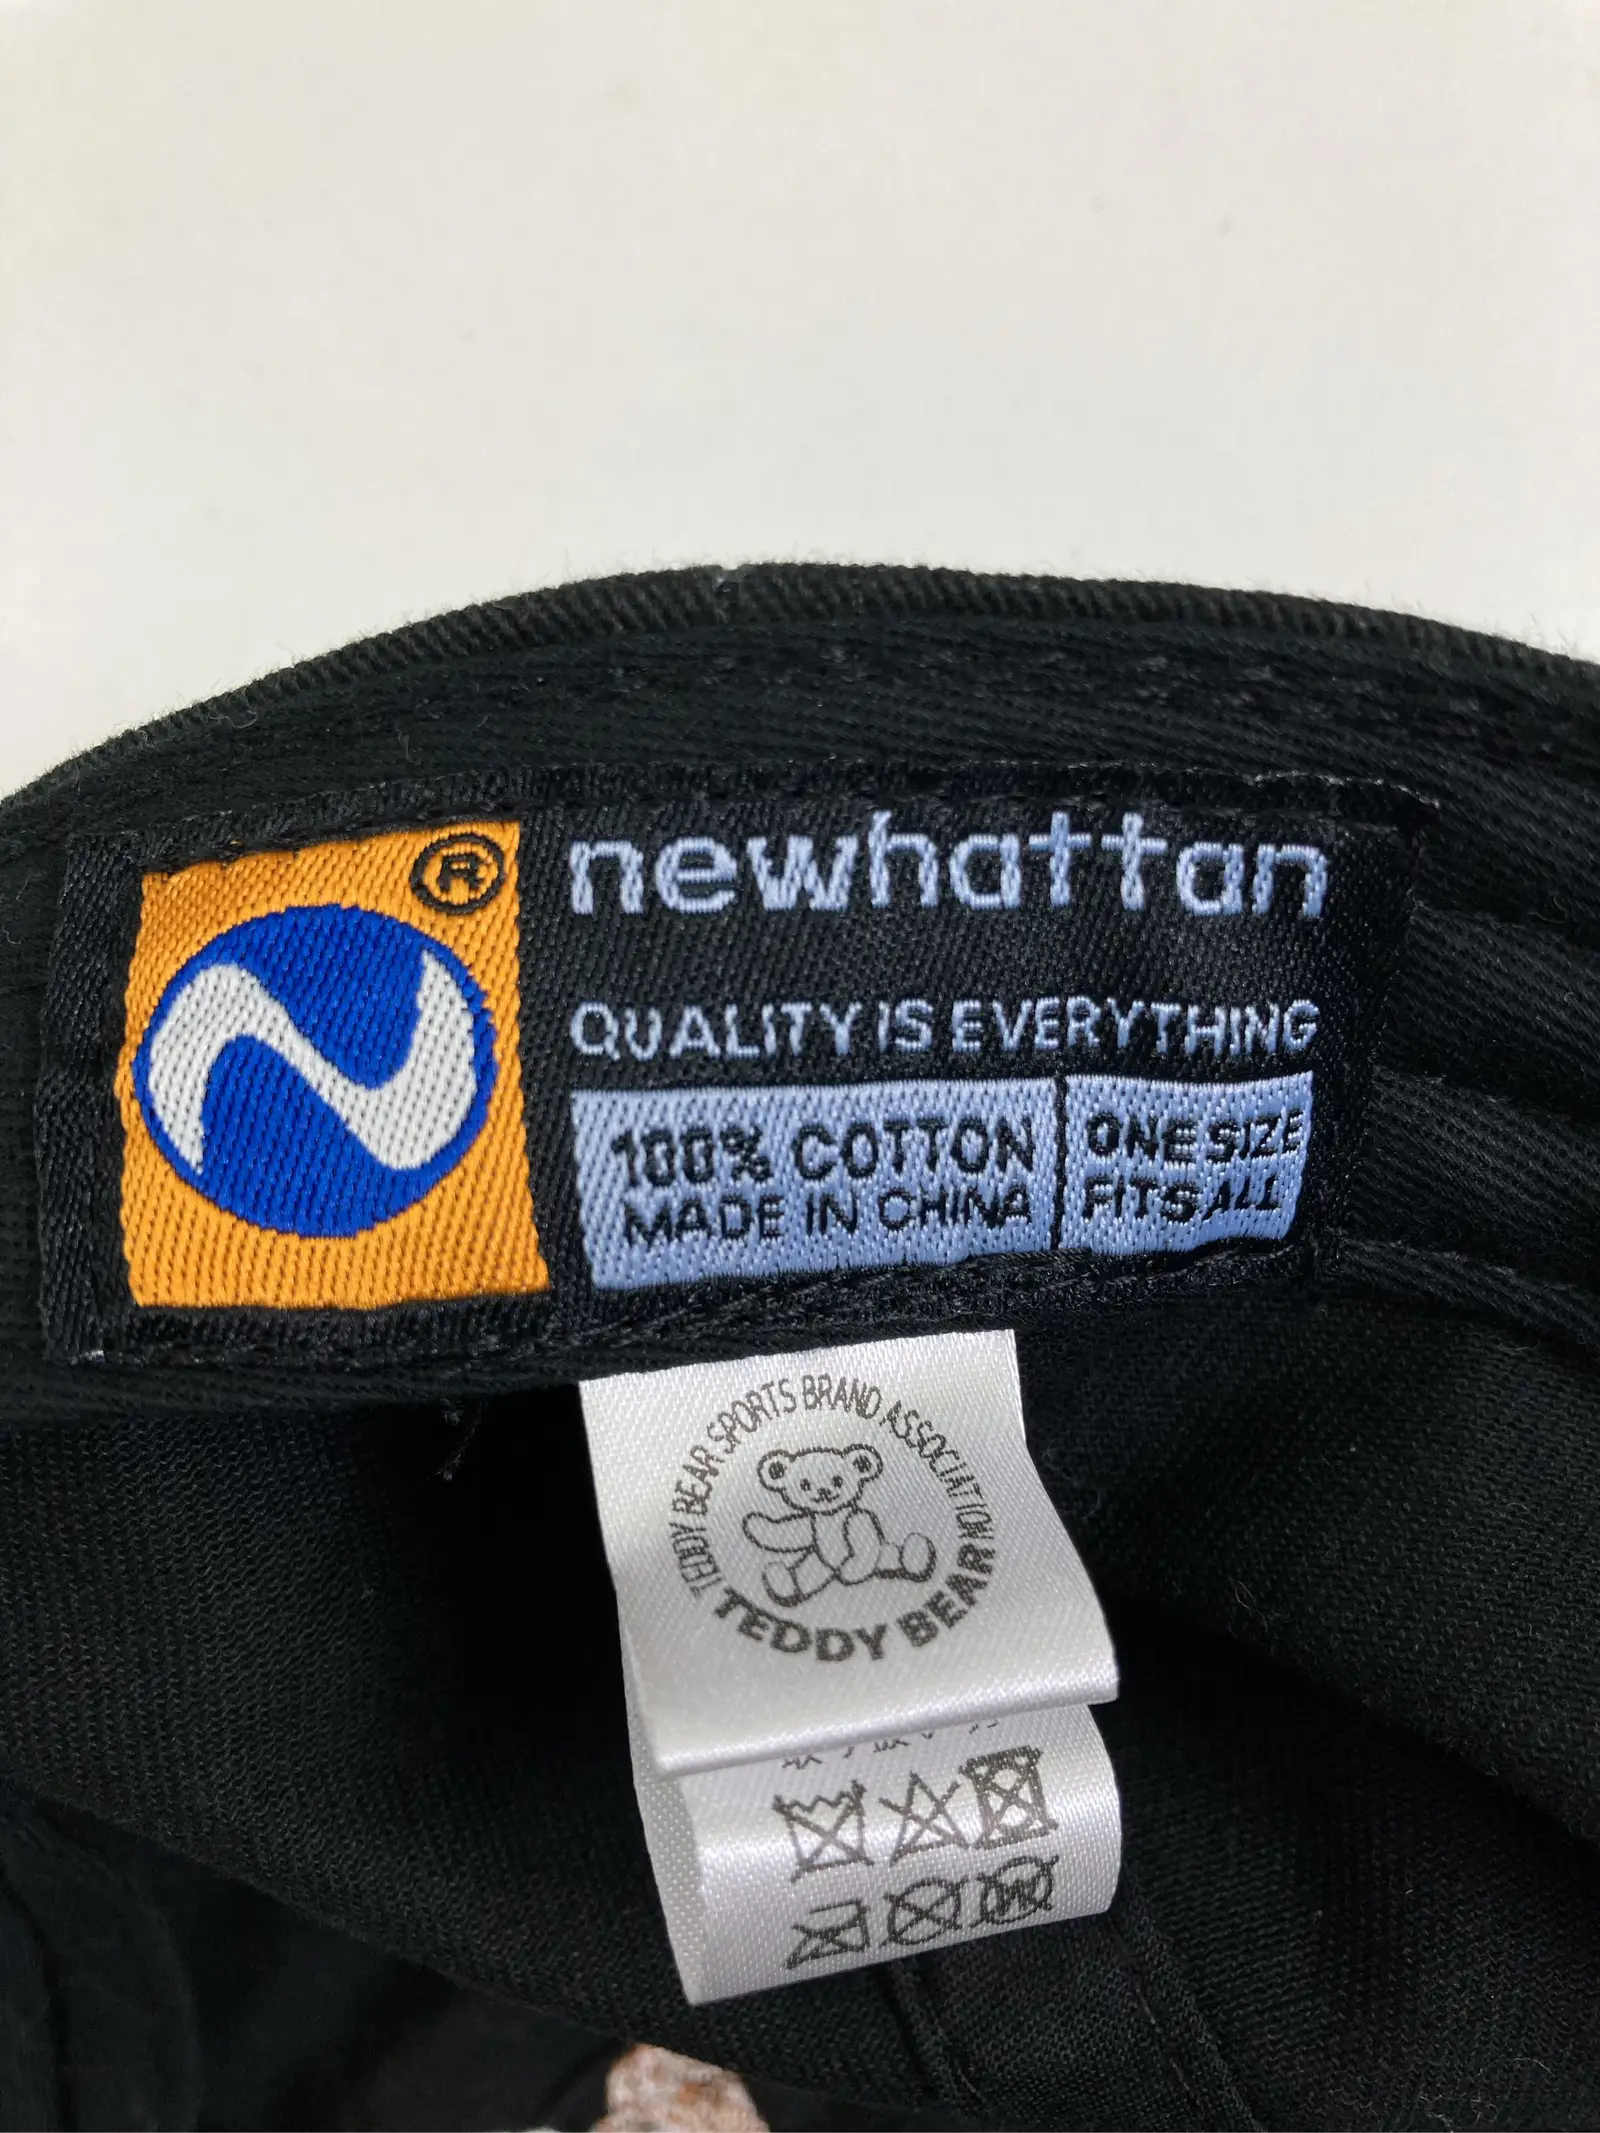 ®
newhattan
QUALITY IS EVERYTHING
100% COTTON
MADE IN CHINA
ONE SIZE
FITS ALL
TEDDY BEAR SPORTS BRAND ASSOCIATION
TEDDY BEAR